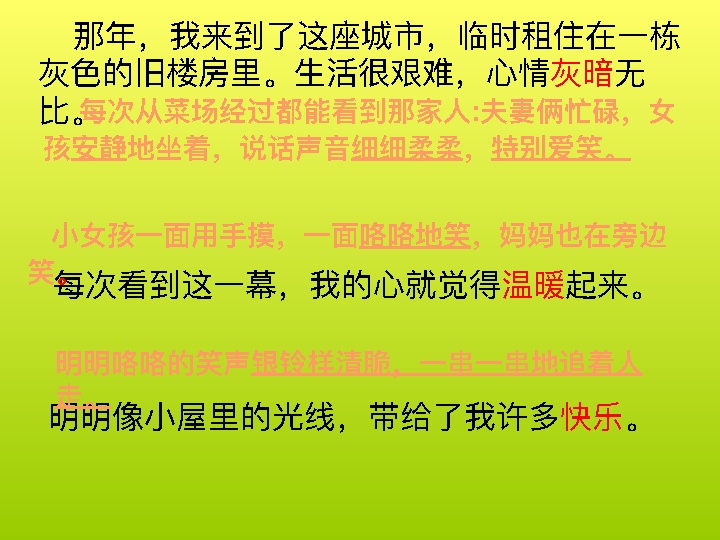 那年，我来到了这座城市，临时租住在一栋
灰色的旧楼房里。生活很艰难，心情灰暗无
比。
每次从菜场经过都能看到那家人:夫妻俩忙碌，女
孩安静地坐着，说话声音细细柔柔，特别爱笑。
小女孩一面用手摸，一面咯咯地笑，妈妈也在旁边
笑。
每次看到这一幕，我的心就觉得温暖起来。
明明咯咯的笑声银铃样清脆，一串一串地追着人
走。
明明像小屋里的光线，带给了我许多快乐。